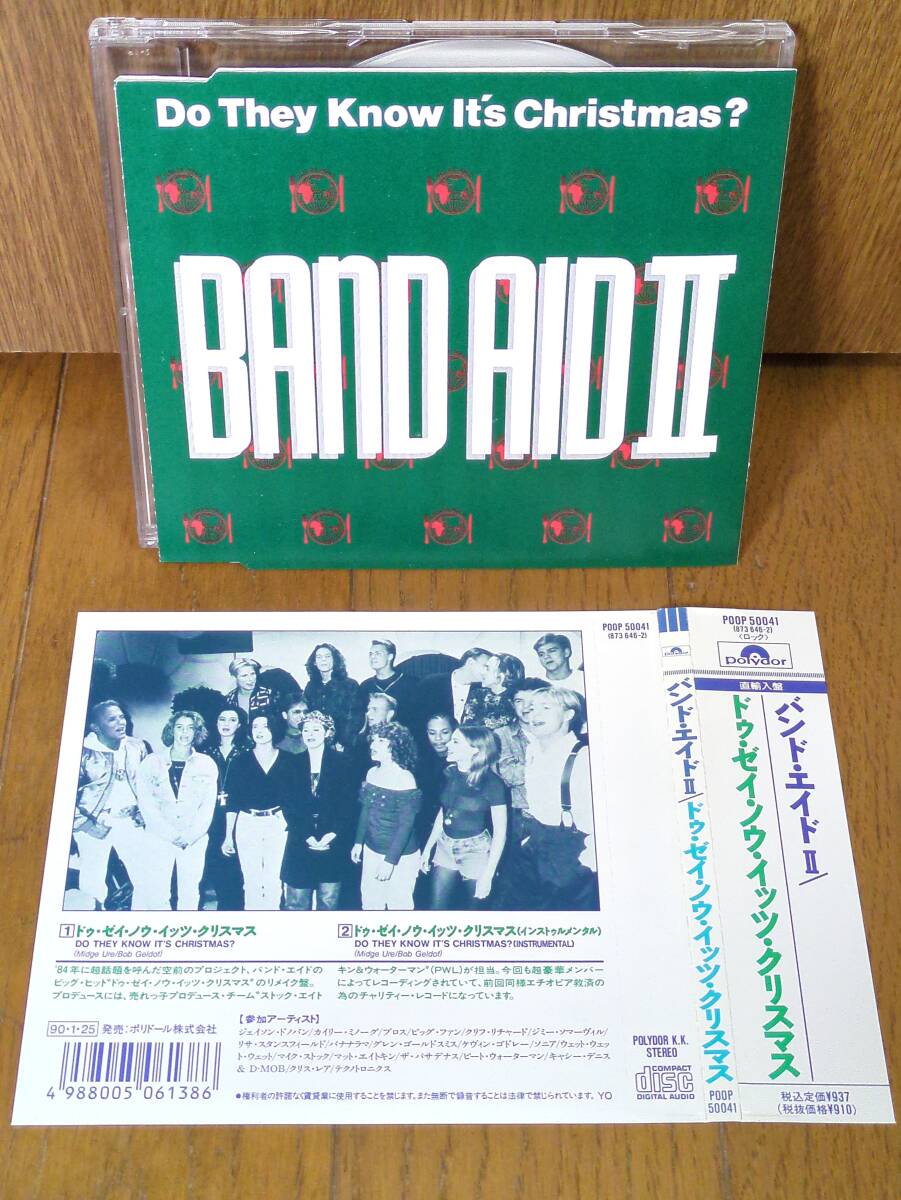 Do They Know It's Christmas?
BAND AID II
POOP 50041
(873 646-2)
1 ドゥ・ゼイ・ノウ・イッツ・クリスマス
DO THEY KNOW IT'S CHRISTMAS?
(Midge Ure/Bob Geldof)
2 ドゥ・ゼイ・ノウ・イッツ・クリスマス(インストゥルメンタル)
DO THEY KNOW IT'S CHRISTMAS?(INSTRUMENTAL)
(Midge Ure/Bob Geldof)
'84年に超話題を呼んだ空前のプロジェクト、バンド・エイドの
ビッグ・ヒット"ドゥ・ゼイ・ノウ・イッツ・クリスマス"のリメイク盤。
プロデュースには、売れっ子プロデュース・チーム"ストック・エイト
キン&ウォーターマン"(PWL)が担当。今回も超豪華メンバー
によってレコーディングされていて、前回同様エチオピア救済の
為のチャリティー・レコードになっています。
90・1・25 発売:ポリドール株式会社
4 988005 061386
【参加アーティスト】
ジェイソン・ドノバン/カイリー・ミノーグ/ブロス/ビッグ・ファン/クリフ・リチャード/ジミー・ソマーヴィル/
リサ・スタンスフィールド/バナナラマ/グレン・ゴールドスミス/ケヴィン・ゴドレー/ソニア/ウェット・ウェッ
ト・ウェット/マイク・ストック/マット・エイトキン/ザ・パサデナス/ピート・ウォーターマン/キャシー・デニス
& D-MOB/クリス・レア/テクノトロニクス
●権利者の許諾なく賃貸業に使用することを禁じます。また無断で録音することは法律で禁じられています。 YO
POLYDOR K.K.
STEREO
COMPACT
disc
DIGITAL AUDIO
バンド・エイドII/ドゥ・ゼイ・ノウ・イッツ・クリスマス
POOP
50041
POOP 50041
(873 646-2)
〈ロック〉
polydor
直輸入盤
バンド・エイドII/
ドゥ・ゼイ・ノウ・イッツ・クリスマス
税込定価¥937
(税抜価格¥910)